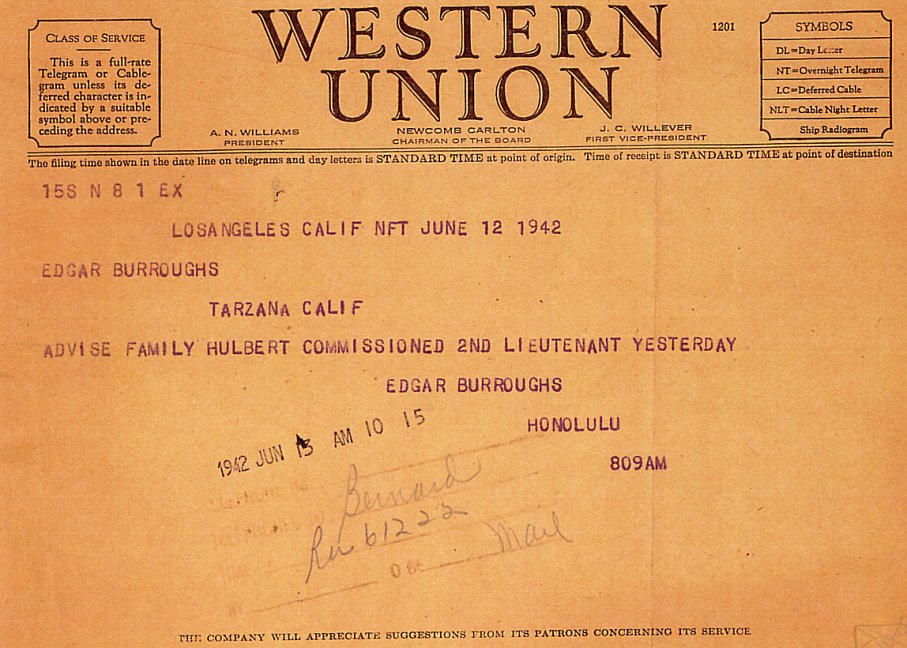 CLASS OF SERVICE
This is a full-rate
Telegram or Cable-
gram unless its de-
ferred character is in-
dicated by a suitable
symbol above or pre-
ceding the address.
WESTERN
UNION
1201
SYMBOLS
DL=Day Letter
NT=Overnight Telegram
LC=Deferred Cable
NLT=Cable Night Letter
Ship Radiogram
A. N. WILLIAMS
PRESIDENT
NEWCOMB CARLTON
CHAIRMAN OF THE BOARD
J. C. WILLEVER
FIRST VICE-PRESIDENT
The filing time shown in the date line on telegrams and day letters is STANDARD TIME at point of origin. Time of receipt is STANDARD TIME at point of destination
15S N 8 1 EX
LOSANGELES CALIF NFT JUNE 12 1942
EDGAR BURROUGHS
TARZANA CALIF
ADVISE FAMILY HULBERT COMMISSIONED 2ND LIEUTENANT YESTERDAY
EDGAR BURROUGHS
HONOLULU
809AM
1942 JUN 13 AM 10 15
Bernard
61222
Mail
THE COMPANY WILL APPRECIATE SUGGESTIONS FROM ITS PATRONS CONCERNING ITS SERVICE